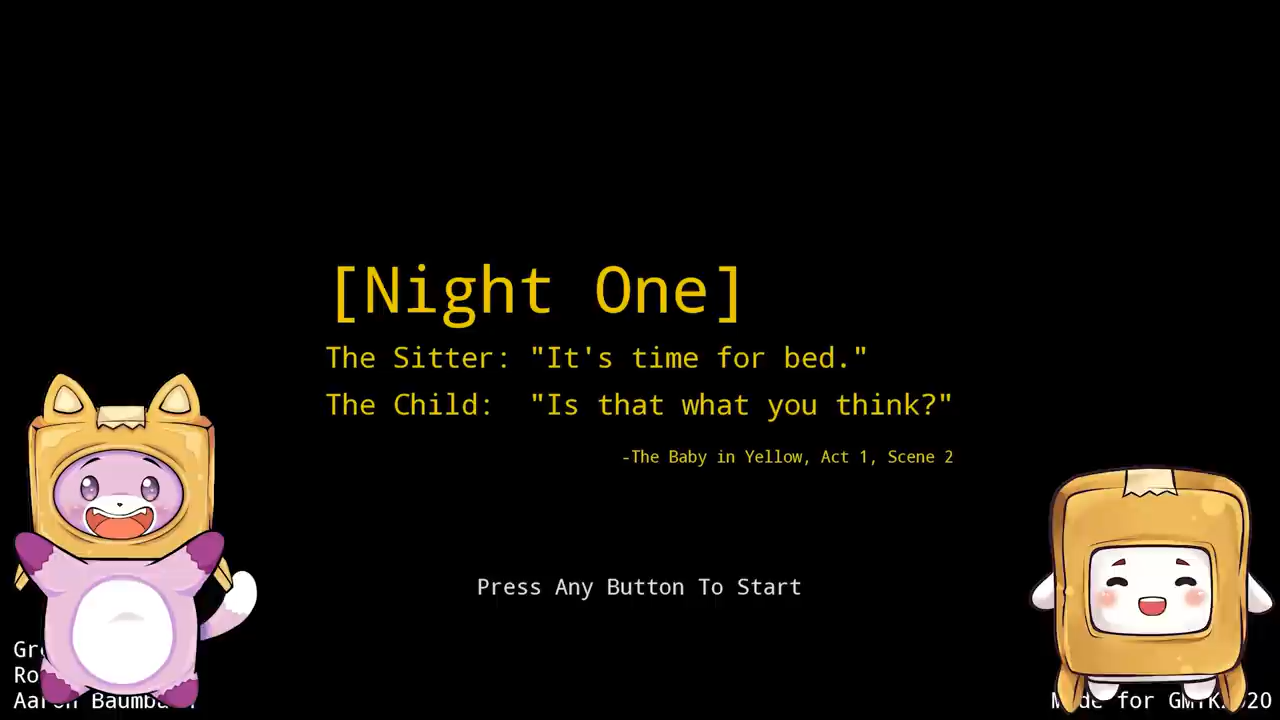 [Night One]
The Sitter: "It's time for bed."
The Child: "Is that what you think?"
-The Baby in Yellow, Act 1, Scene 2
Press Any Button To Start
for